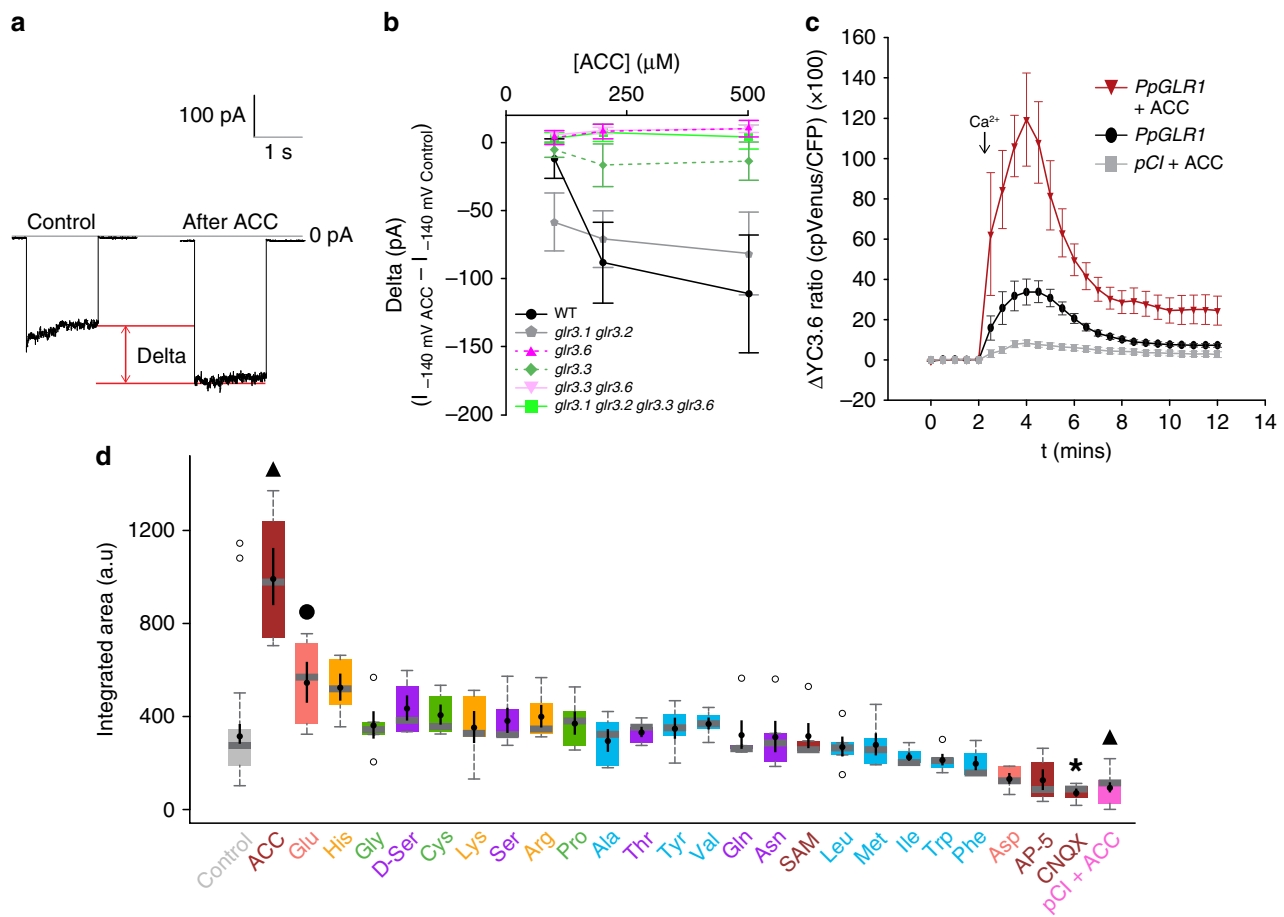 a
100 pA
1 s
Control
After ACC
0 pA
Delta
b
[ACC] (µM)
0
250
500
0
−50
−100
−150
−200
Delta (pA)
(I −140 mV ACC − I −140 mV Control)
WT
glr3.1 glr3.2
glr3.6
glr3.3
glr3.3 glr3.6
glr3.1 glr3.2 glr3.3 glr3.6
c
160
140
120
100
80
60
40
20
0
−20
ΔYC3.6 ratio (cpVenus/CFP) (×100)
Ca2+
PpGLR1
+ ACC
PpGLR1
pCI + ACC
0
2
4
6
8
10
12
14
t (mins)
d
1200
800
400
0
Integrated area (a.u)
*
Control
ACC
Glu
His
Gly
D-Ser
Cys
Lys
Ser
Arg
Pro
Ala
Thr
Tyr
Val
Gln
Asn
SAM
Leu
Met
Ile
Trp
Phe
Asp
AP-5
CNQX
pCI + ACC